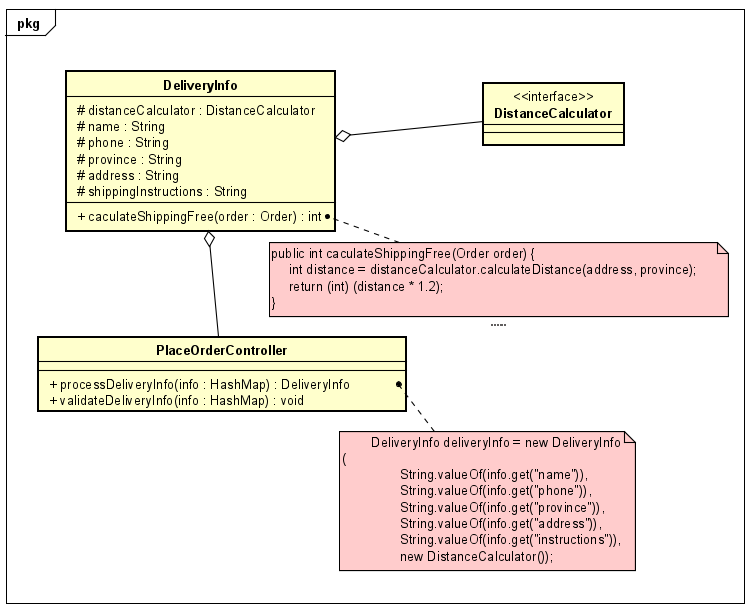 pkg
DeliveryInfo
# distanceCalculator : DistanceCalculator
# name : String
# phone : String
# province : String
# address : String
# shippingInstructions : String
+ caculateShippingFree(order : Order) : int
<<interface>>
DistanceCalculator
public int caculateShippingFree(Order order) {
int distance = distanceCalculator.calculateDistance(address, province);
return (int) (distance * 1.2);
}
.....
PlaceOrderController
+ processDeliveryInfo(info : HashMap) : DeliveryInfo
+ validateDeliveryInfo(info : HashMap) : void
DeliveryInfo deliveryInfo = new DeliveryInfo
(
String.valueOf(info.get("name")),
String.valueOf(info.get("phone")),
String.valueOf(info.get("province")),
String.valueOf(info.get("address")),
String.valueOf(info.get("instructions")),
new DistanceCalculator());